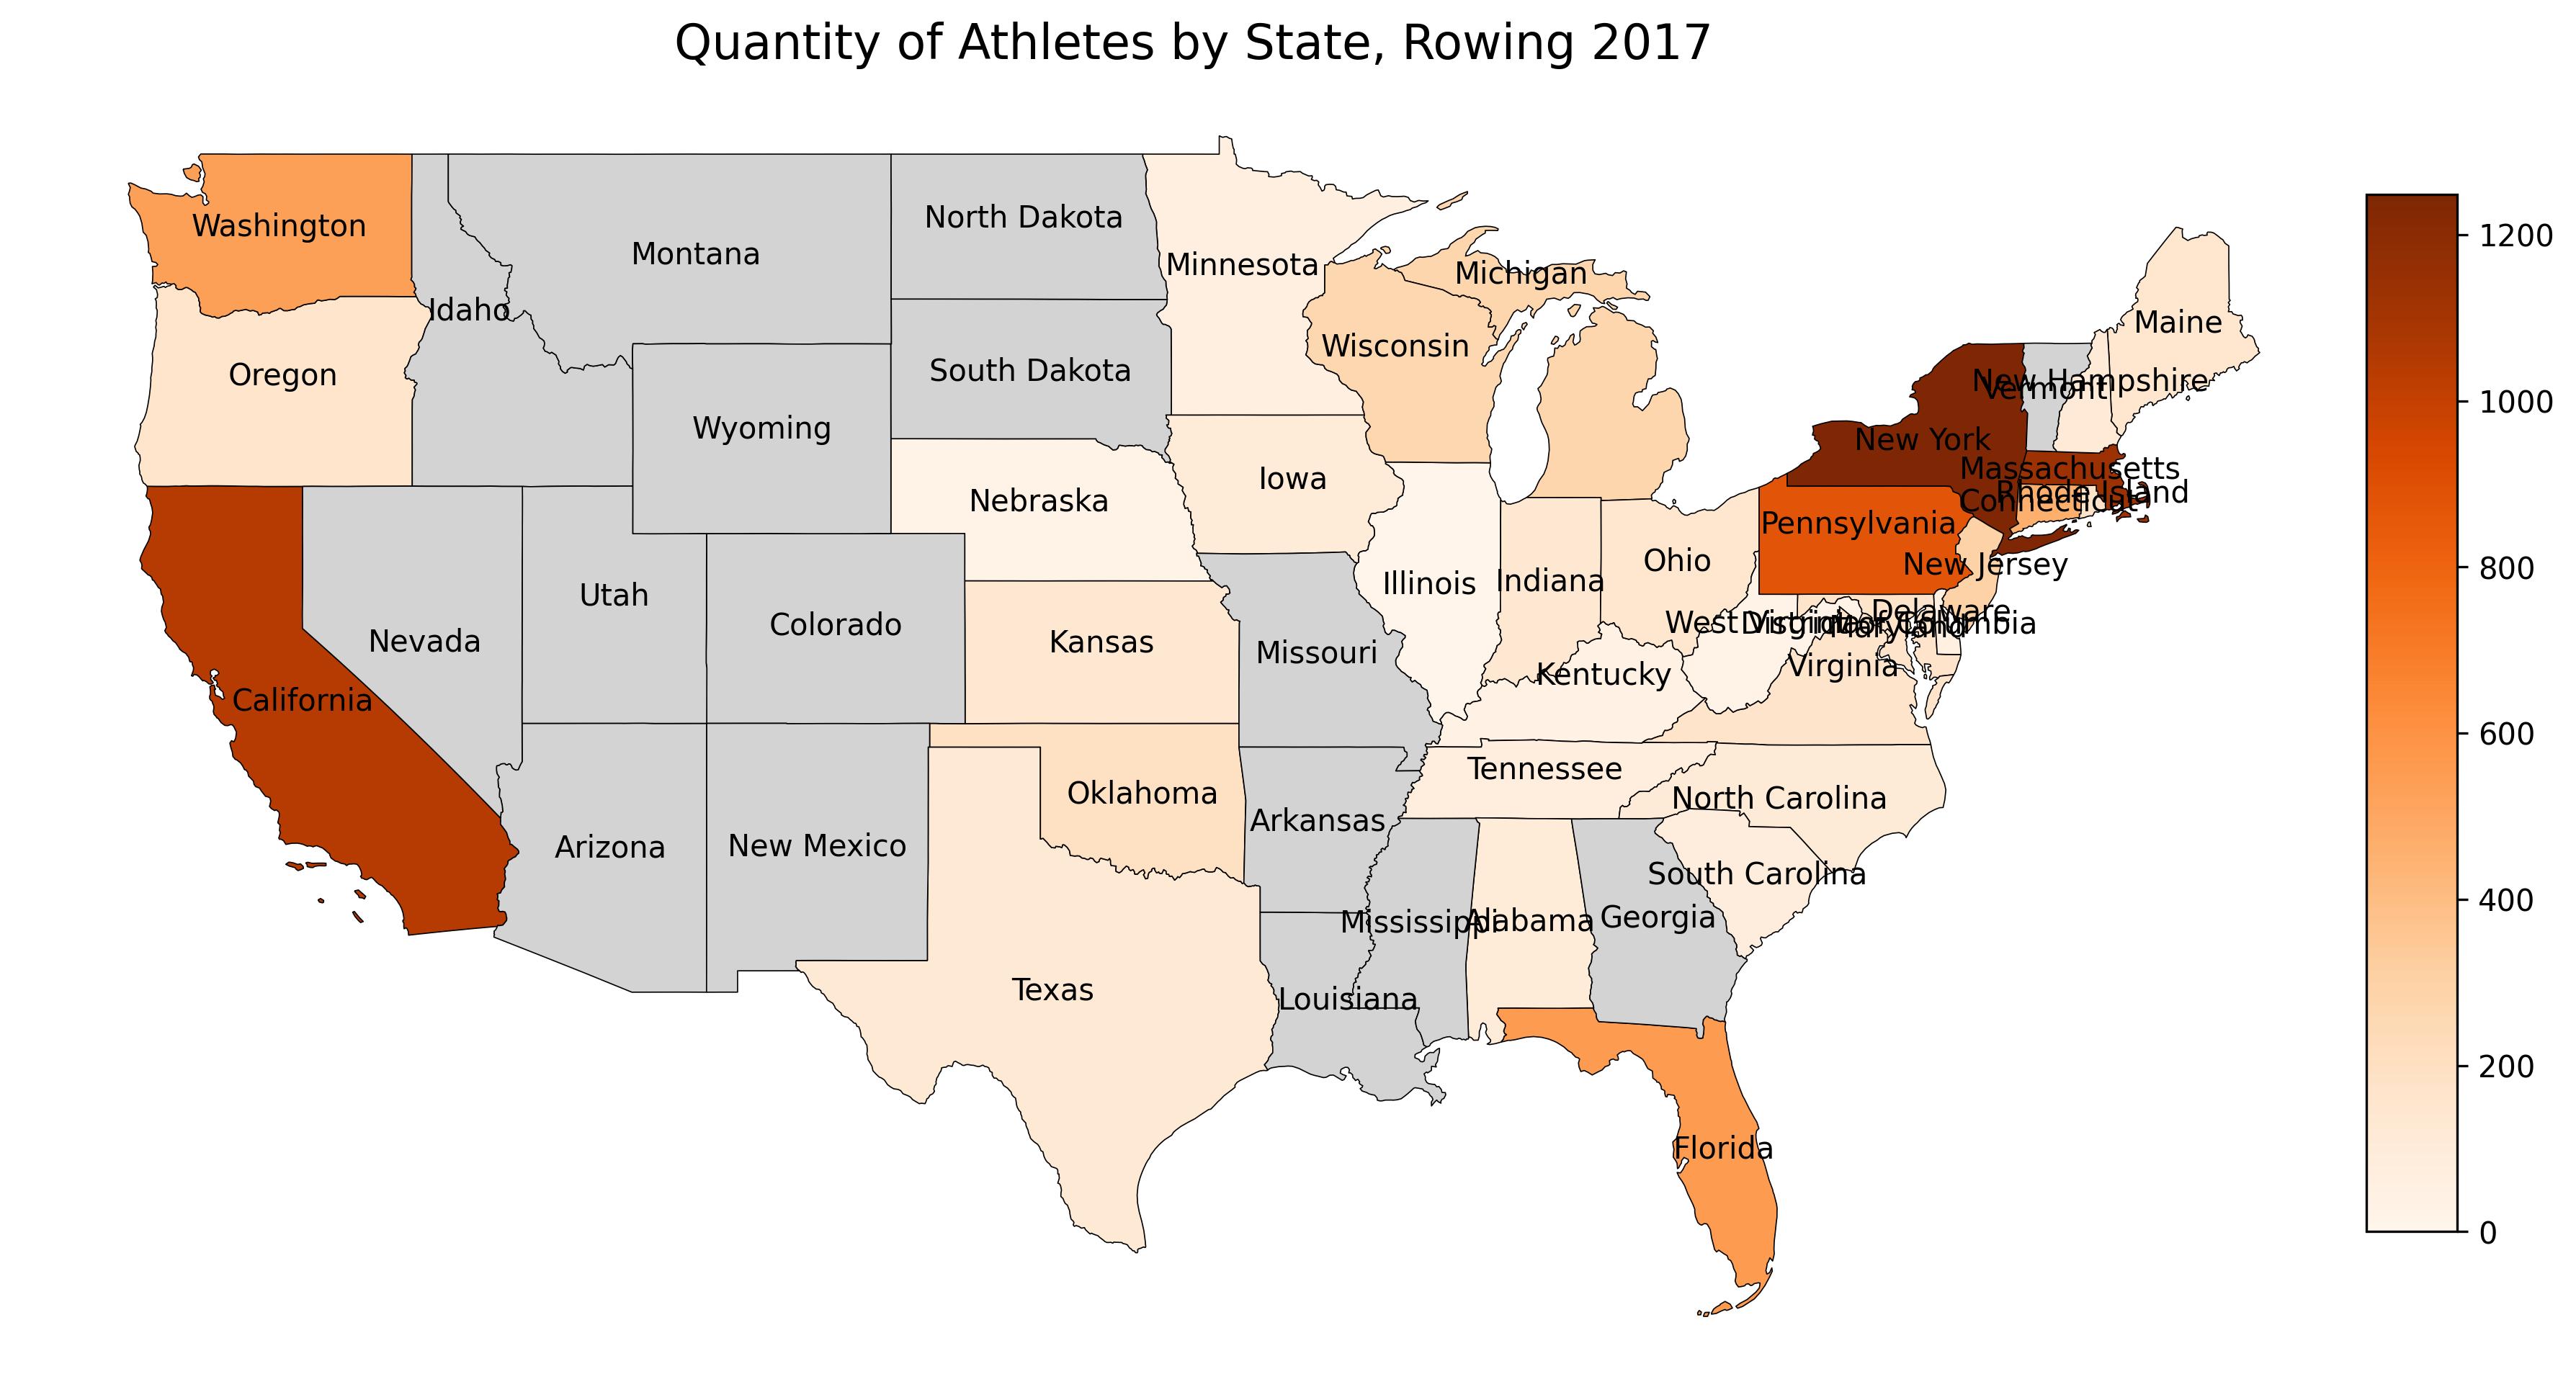 Quantity of Athletes by State, Rowing 2017
Washington
Montana
North Dakota
Minnesota
Michigan
Idaho
Oregon
South Dakota
Wisconsin
Maine
Wyoming
New Hampshire
Vermont
New York
Nebraska
Iowa
Massachusetts
Rhode Island
Connecticut
Pennsylvania
Nevada
Utah
Colorado
Kansas
Missouri
Illinois
Indiana
Ohio
New Jersey
Delaware
West Virginia
District of Columbia
Maryland
Virginia
Kentucky
California
Arizona
New Mexico
Oklahoma
Arkansas
Tennessee
North Carolina
South Carolina
Mississippi
Alabama
Georgia
Texas
Louisiana
Florida
1200
1000
800
600
400
200
0